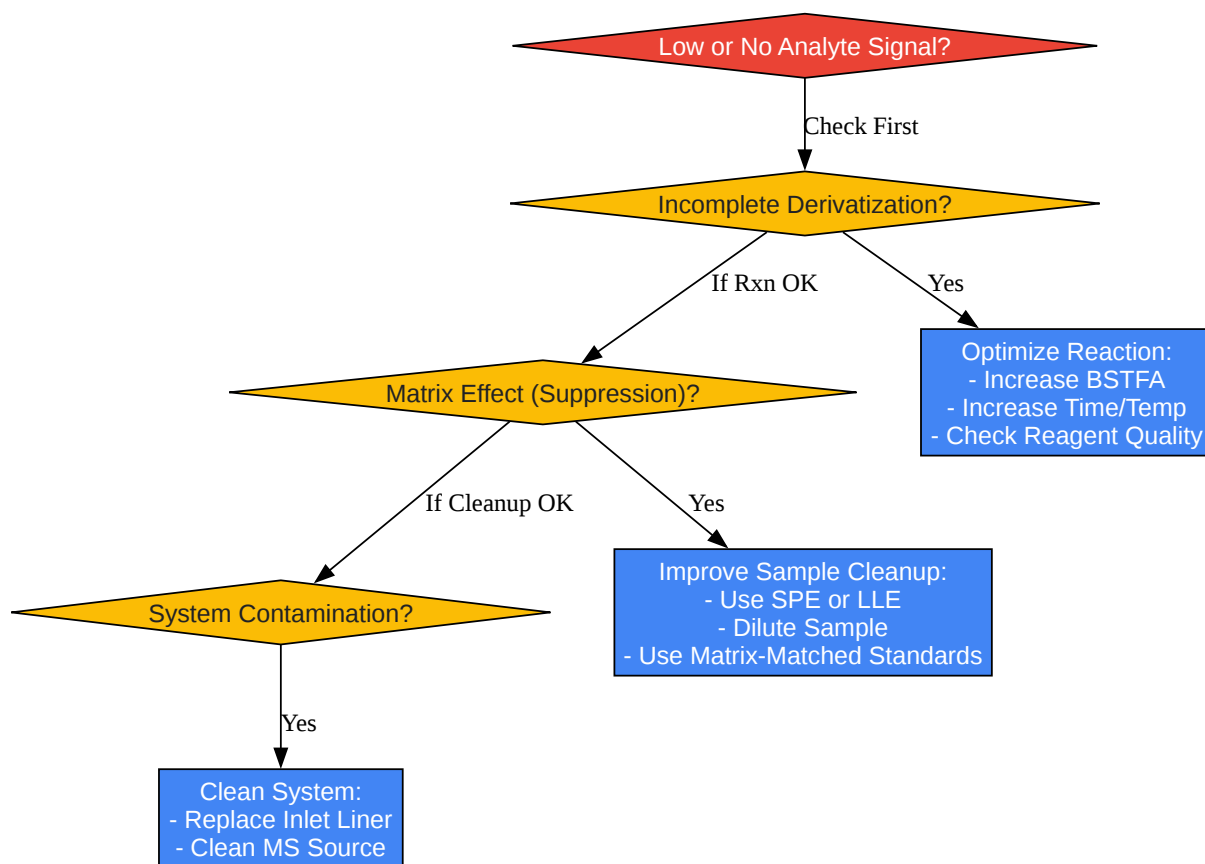 Low or No Analyte Signal?
Check First
Incomplete Derivatization?
If Rxn OK
Yes
Optimize Reaction:
- Increase BSTFA
- Increase Time/Temp
- Check Reagent Quality
Matrix Effect (Suppression)?
If Cleanup OK
Yes
Improve Sample Cleanup:
- Use SPE or LLE
- Dilute Sample
- Use Matrix-Matched Standards
System Contamination?
Yes
Clean System:
- Replace Inlet Liner
- Clean MS Source